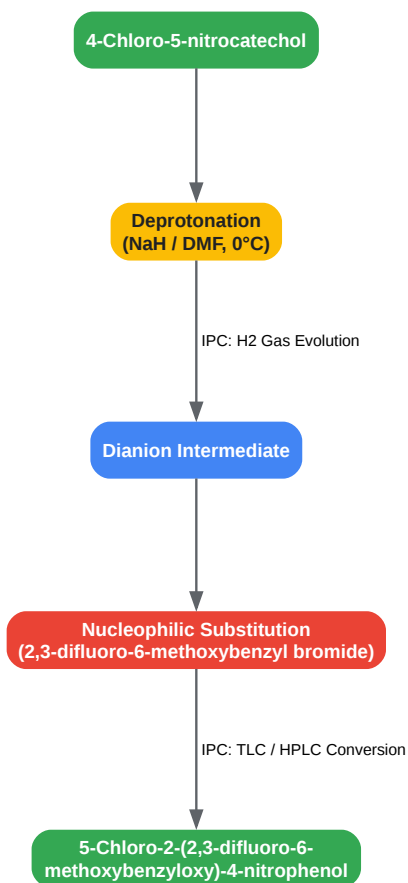 4-Chloro-5-nitrocatechol
Deprotonation
(NaH / DMF, 0°C)
IPC: H2 Gas Evolution
Dianion Intermediate
Nucleophilic Substitution
(2,3-difluoro-6-methoxybenzyl bromide)
IPC: TLC / HPLC Conversion
5-Chloro-2-(2,3-difluoro-6-
methoxybenzyloxy)-4-nitrophenol